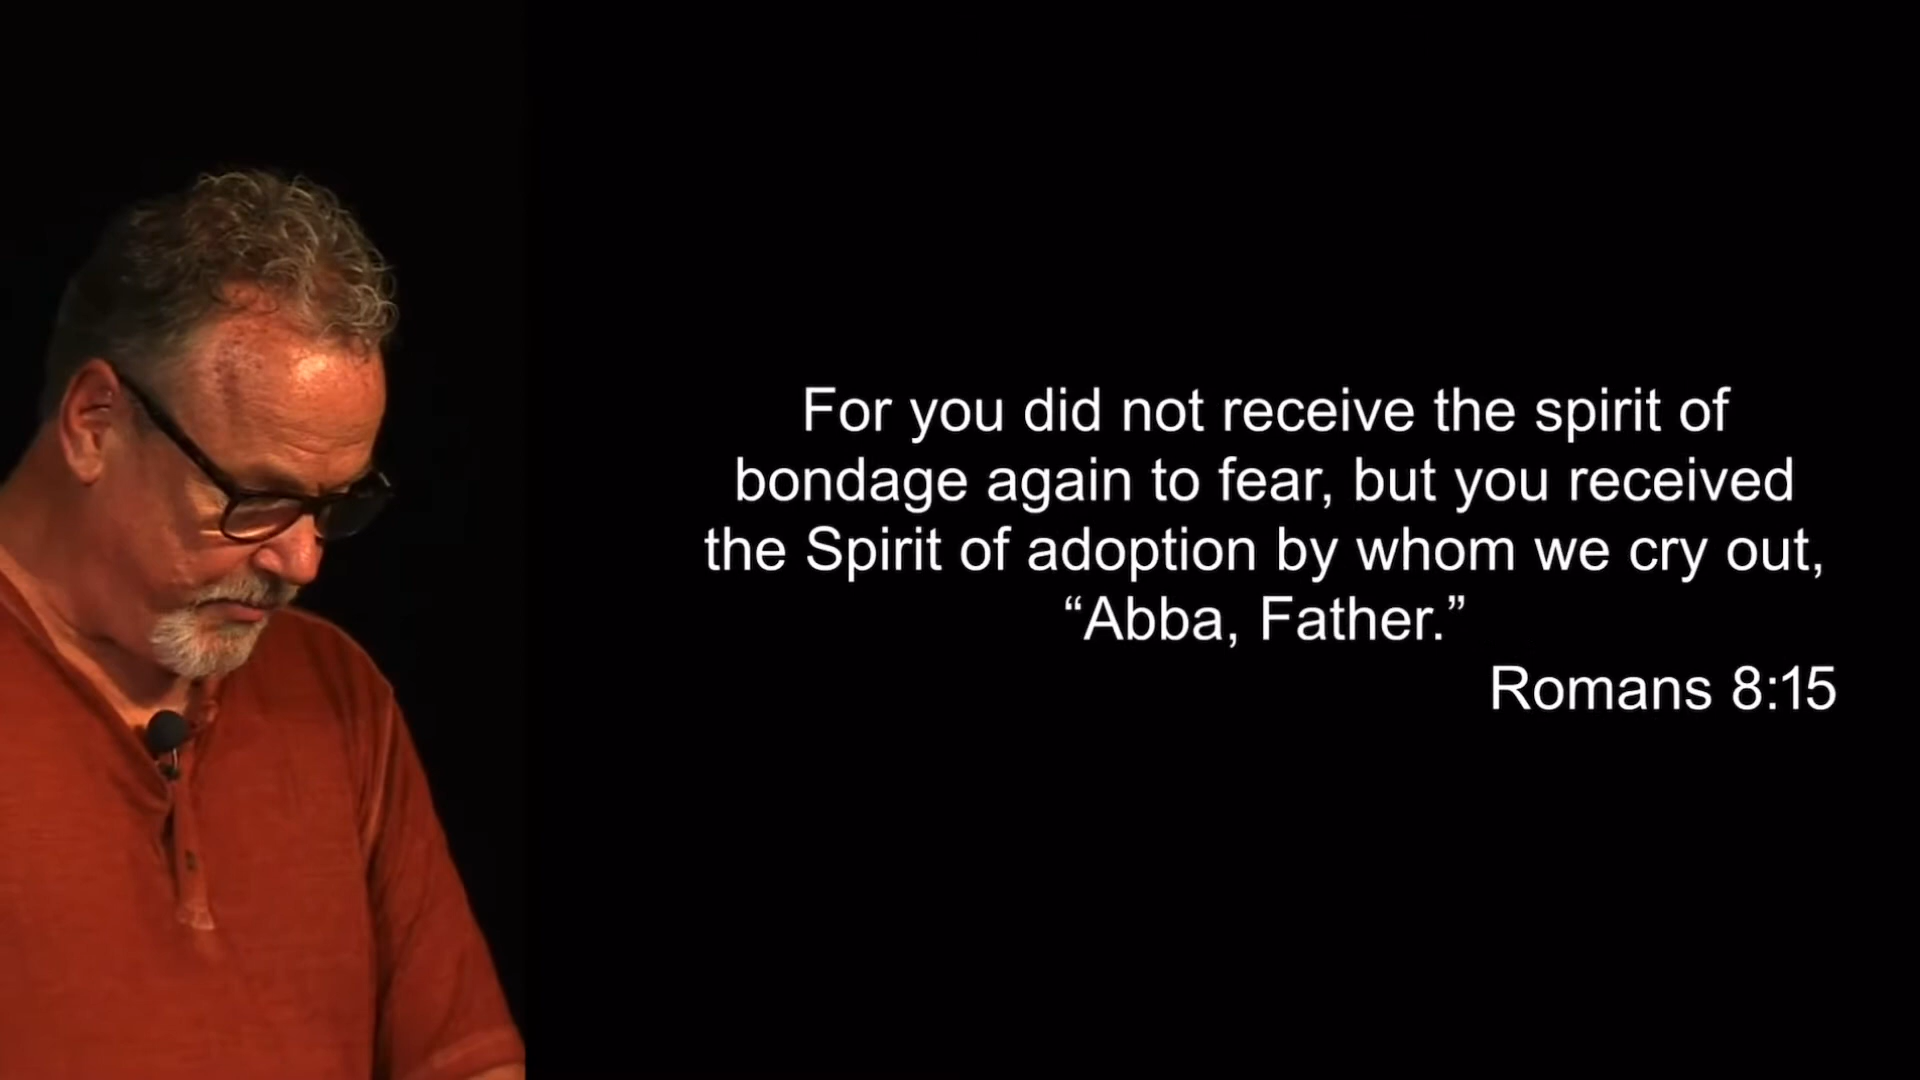 For you did not receive the spirit of
bondage again to fear, but you received
the Spirit of adoption by whom we cry out,
“Abba, Father.”
Romans 8:15